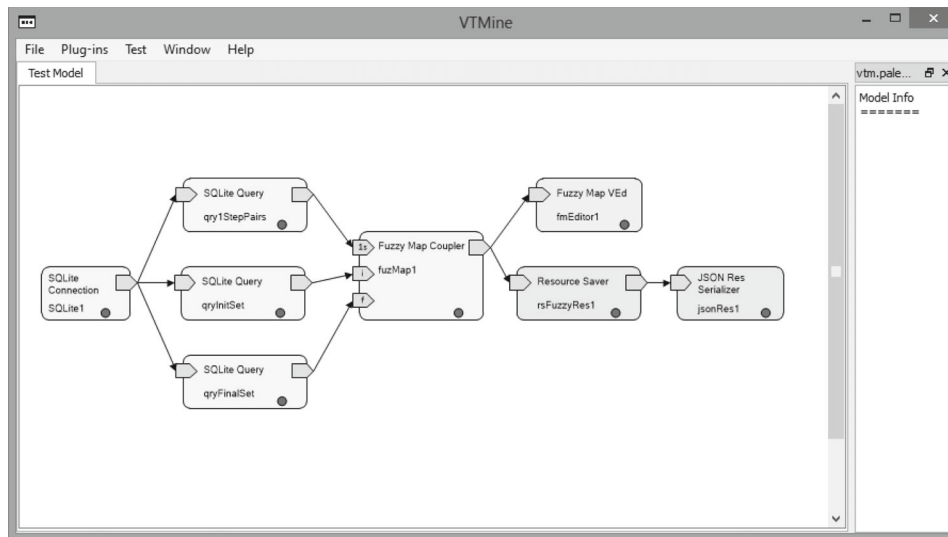 VTMine
File Plug-ins Test Window Help
Test Model
vtm.pale...
Model Info
=======
SQLite Query
qry1StepPairs
Fuzzy Map VEd
fmEditor1
1s
Fuzzy Map Coupler
i
fuzMap1
f
SQLite
Connection
SQLite1
SQLite Query
qryInitSet
Resource Saver
rsFuzzyRes1
JSON Res
Serializer
jsonRes1
SQLite Query
qryFinalSet